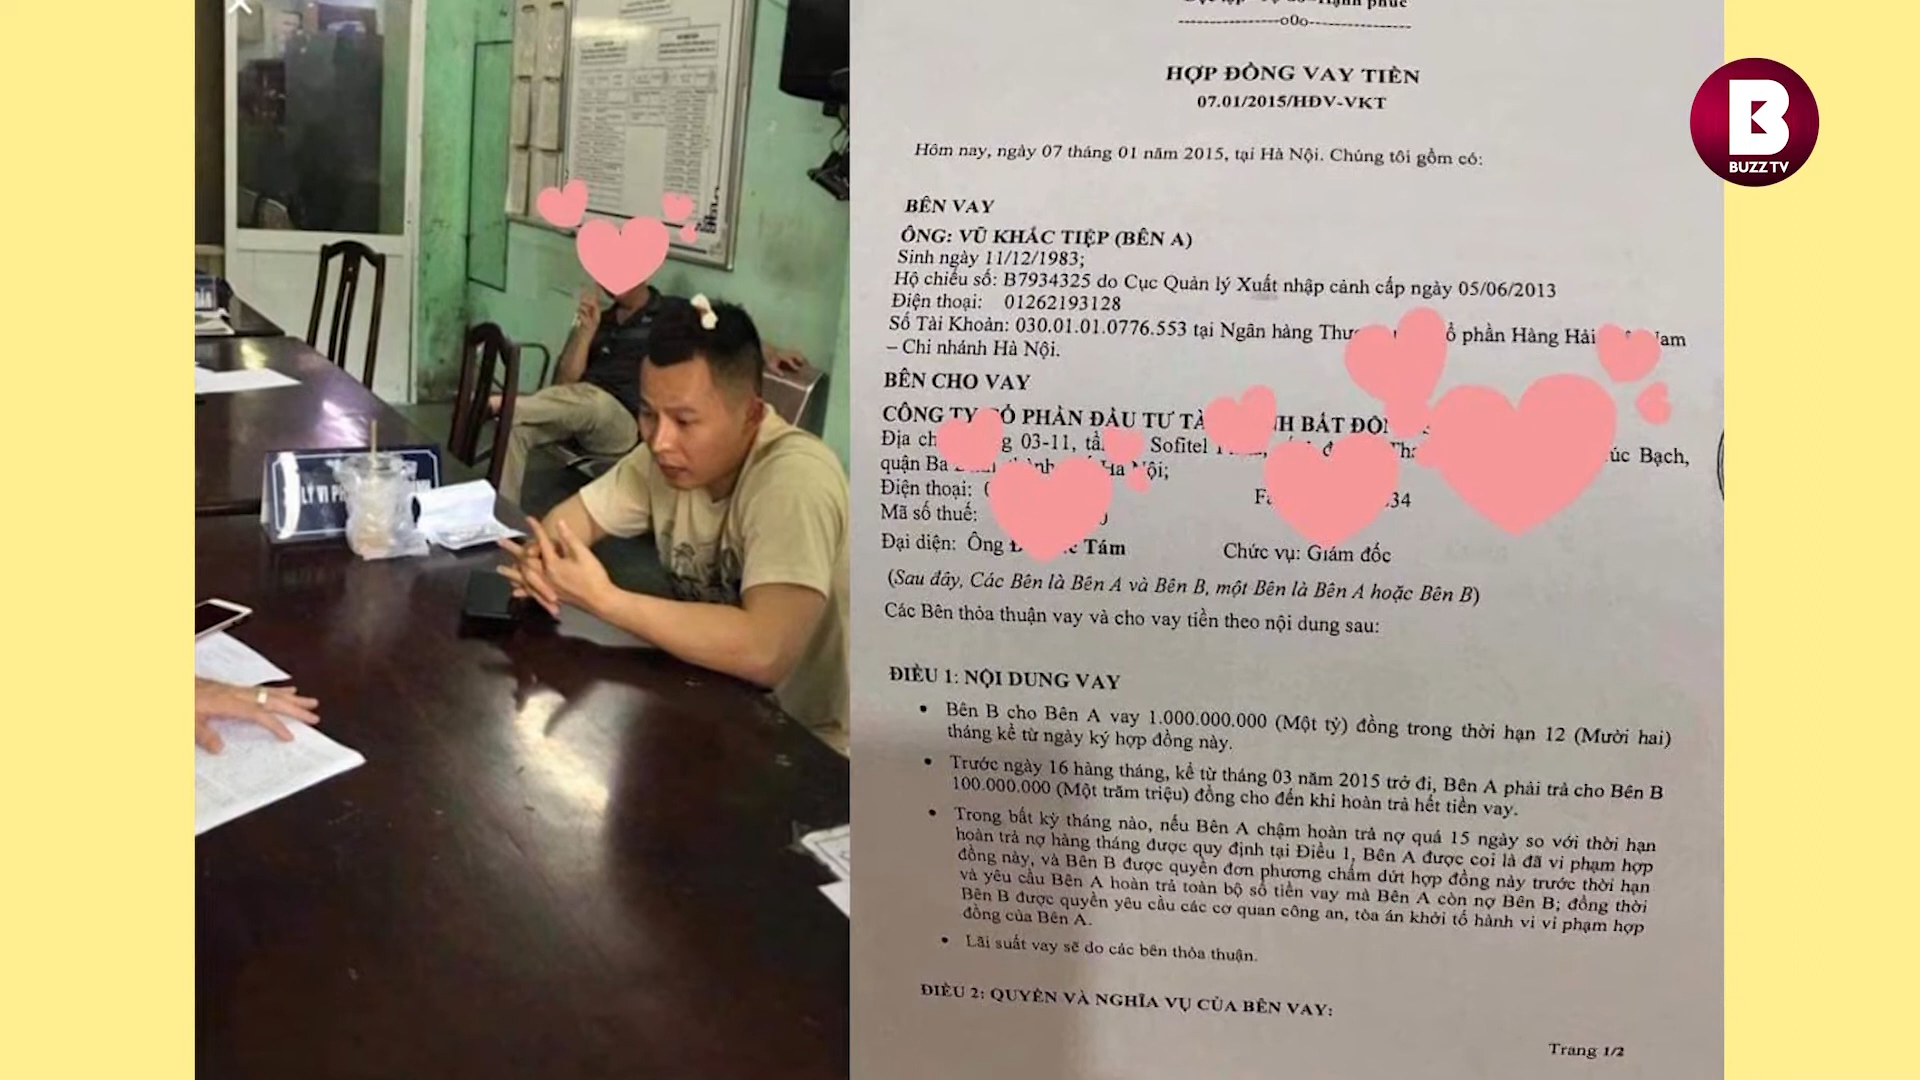 BUZZ TV
---------------o0o---------------
HỢP ĐỒNG VAY TIỀN
07.01/2015/HĐV-VKT
Hôm nay, ngày 07 tháng 01 năm 2015, tại Hà Nội. Chúng tôi gồm có:
BÊN VAY
ÔNG: VŨ KHẮC TIỆP (BÊN A)
Sinh ngày 11/12/1983;
Hộ chiếu số: B7934325 do Cục Quản lý Xuất nhập cảnh cấp ngày 05/06/2013
Điện thoại: 01262193128
Số Tài Khoản: 030.01.01.0776.553 tại Ngân hàng phần Hàng Hải
– Chi nhánh Hà Nội.
BÊN CHO VAY
CÔNG TY CỔ PHẦN ĐẦU TƯ BẤT
Địa 03-11, Sofitel Bạch,
quận Ba Nội;
Điện thoại:
Mã số thuế:
Đại diện: Ông Tám Chức vụ: Giám đốc
(Sau đây, Các Bên là Bên A và Bên B, một Bên là Bên A hoặc Bên B)
Các Bên thỏa thuận vay và cho vay tiền theo nội dung sau:
ĐIỀU 1: NỘI DUNG VAY
• Bên B cho Bên A vay 1.000.000.000 (Một tỷ) đồng trong thời hạn 12 (Mười hai)
tháng kể từ ngày ký hợp đồng này.
• Trước ngày 16 hàng tháng, kể từ tháng 03 năm 2015 trở đi, Bên A phải trả cho Bên B
100.000.000 (Một trăm triệu) đồng cho đến khi hoàn trả hết tiền vay.
• Trong bất kỳ tháng nào, nếu Bên A chậm hoàn trả nợ quá 15 ngày so với thời hạn
hoàn trả nợ hàng tháng được quy định tại Điều 1, Bên A được coi là đã vi phạm hợp
đồng này, và Bên B được quyền đơn phương chấm dứt hợp đồng này trước thời hạn
và yêu cầu Bên A hoàn trả toàn bộ số tiền vay mà Bên A còn nợ Bên B; đồng thời
Bên B được quyền yêu cầu các cơ quan công an, tòa án khởi tố hành vi vi phạm hợp
đồng của Bên A.
• Lãi suất vay sẽ do các bên thỏa thuận.
ĐIỀU 2: QUYỀN VÀ NGHĨA VỤ CỦA BÊN VAY:
Trang 1/2